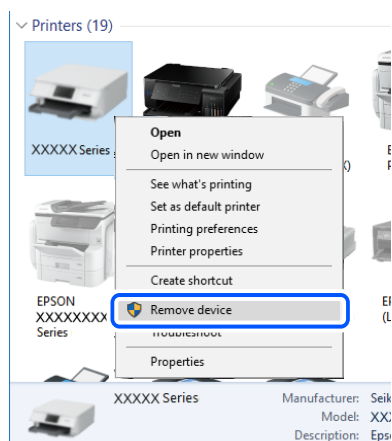 Printers (19)
XXXXX Series
Open
Open in new window
See what's printing
Set as default printer
Printing preferences
Printer properties
Create shortcut
Remove device
Troubleshoot
Properties
EPSON
XXXXXXXX
Series
XXXXX Series
Manufacturer:
Model:
Description: